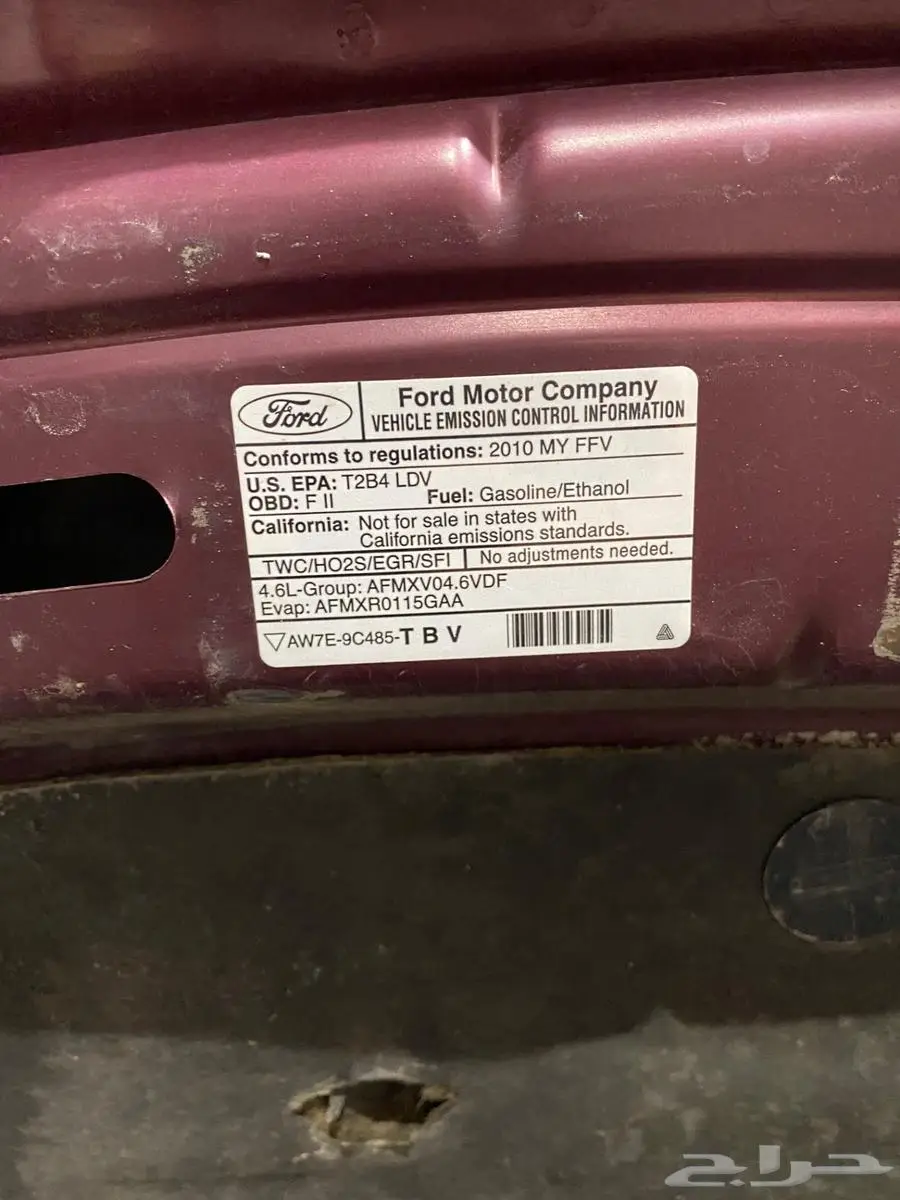 Ford
Ford Motor Company
VEHICLE EMISSION CONTROL INFORMATION
Conforms to regulations: 2010 MY FFV
U.S. EPA: T2B4 LDV
OBD: F II Fuel: Gasoline/Ethanol
California: Not for sale in states with
California emissions standards.
TWC/HO2S/EGR/SFI No adjustments needed.
4.6L-Group: AFMXV04.6VDF
Evap: AFMXR0115GAA
AW7E-9C485-T B V
حراج